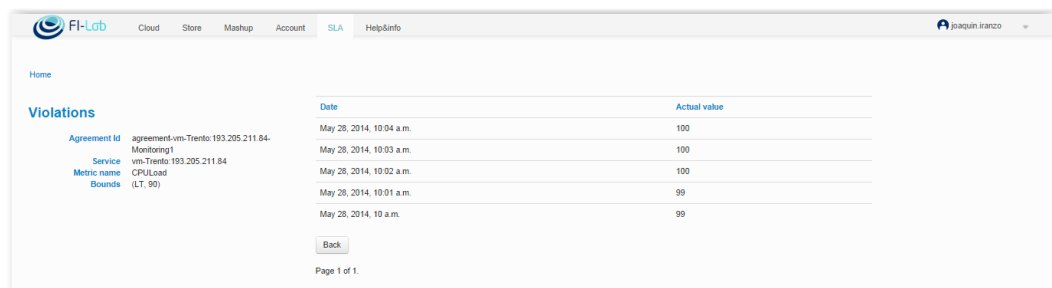 FI-Lab Cloud Store Mashup Account SLA Help&info joaquin.iranzo
Home
Violations
Agreement Id agreement-vm-Trento:193.205.211.84-
Monitoring1
Service vm-Trento:193.205.211.84
Metric name CPULoad
Bounds (LT, 90)
Date Actual value
May 28, 2014, 10:04 a.m. 100
May 28, 2014, 10:03 a.m. 100
May 28, 2014, 10:02 a.m. 100
May 28, 2014, 10:01 a.m. 99
May 28, 2014, 10 a.m. 99
Back
Page 1 of 1.